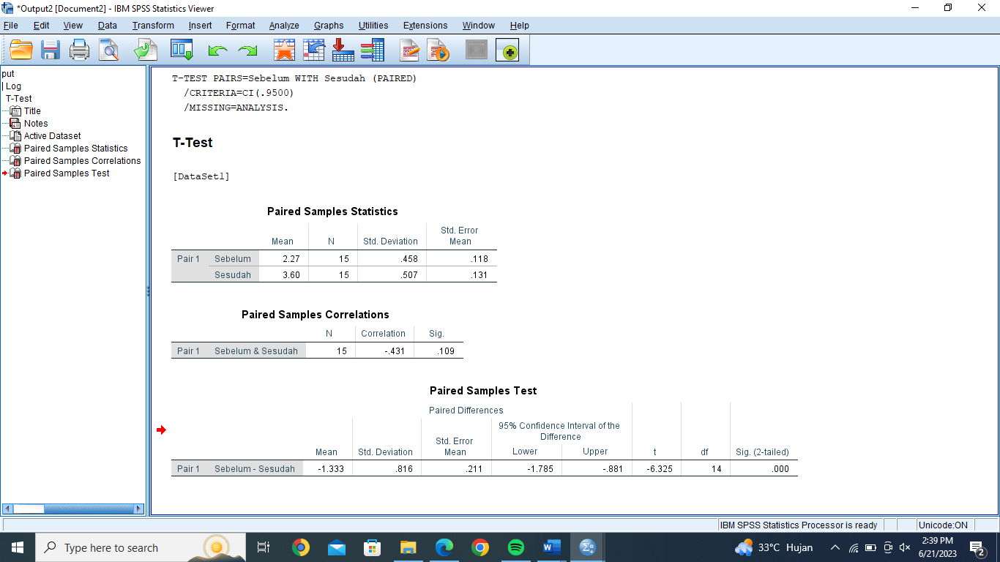 *Output2 [Document2] - IBM SPSS Statistics Viewer
File Edit View Data Transform Insert Format Analyze Graphs Utilities Extensions Window Help
put
Log
T-Test
Title
Notes
Active Dataset
Paired Samples Statistics
Paired Samples Correlations
Paired Samples Test
T-TEST PAIRS=Sebelum WITH Sesudah (PAIRED)
/CRITERIA=CI(.9500)
/MISSING=ANALYSIS.
T-Test
[DataSet1]
Paired Samples Statistics
Mean N Std. Deviation Std. Error Mean
Pair 1 Sebelum 2.27 15 .458 .118
Sesudah 3.60 15 .507 .131
Paired Samples Correlations
N Correlation Sig.
Pair 1 Sebelum & Sesudah 15 -.431 .109
Paired Samples Test
Paired Differences
95% Confidence Interval of the Difference
Mean Std. Deviation Std. Error Mean Lower Upper t df Sig. (2-tailed)
Pair 1 Sebelum - Sesudah -1.333 .816 .211 -1.785 -.881 -6.325 14 .000
IBM SPSS Statistics Processor is ready Unicode:ON
Type here to search
33°C Hujan
2:39 PM
6/21/2023
2